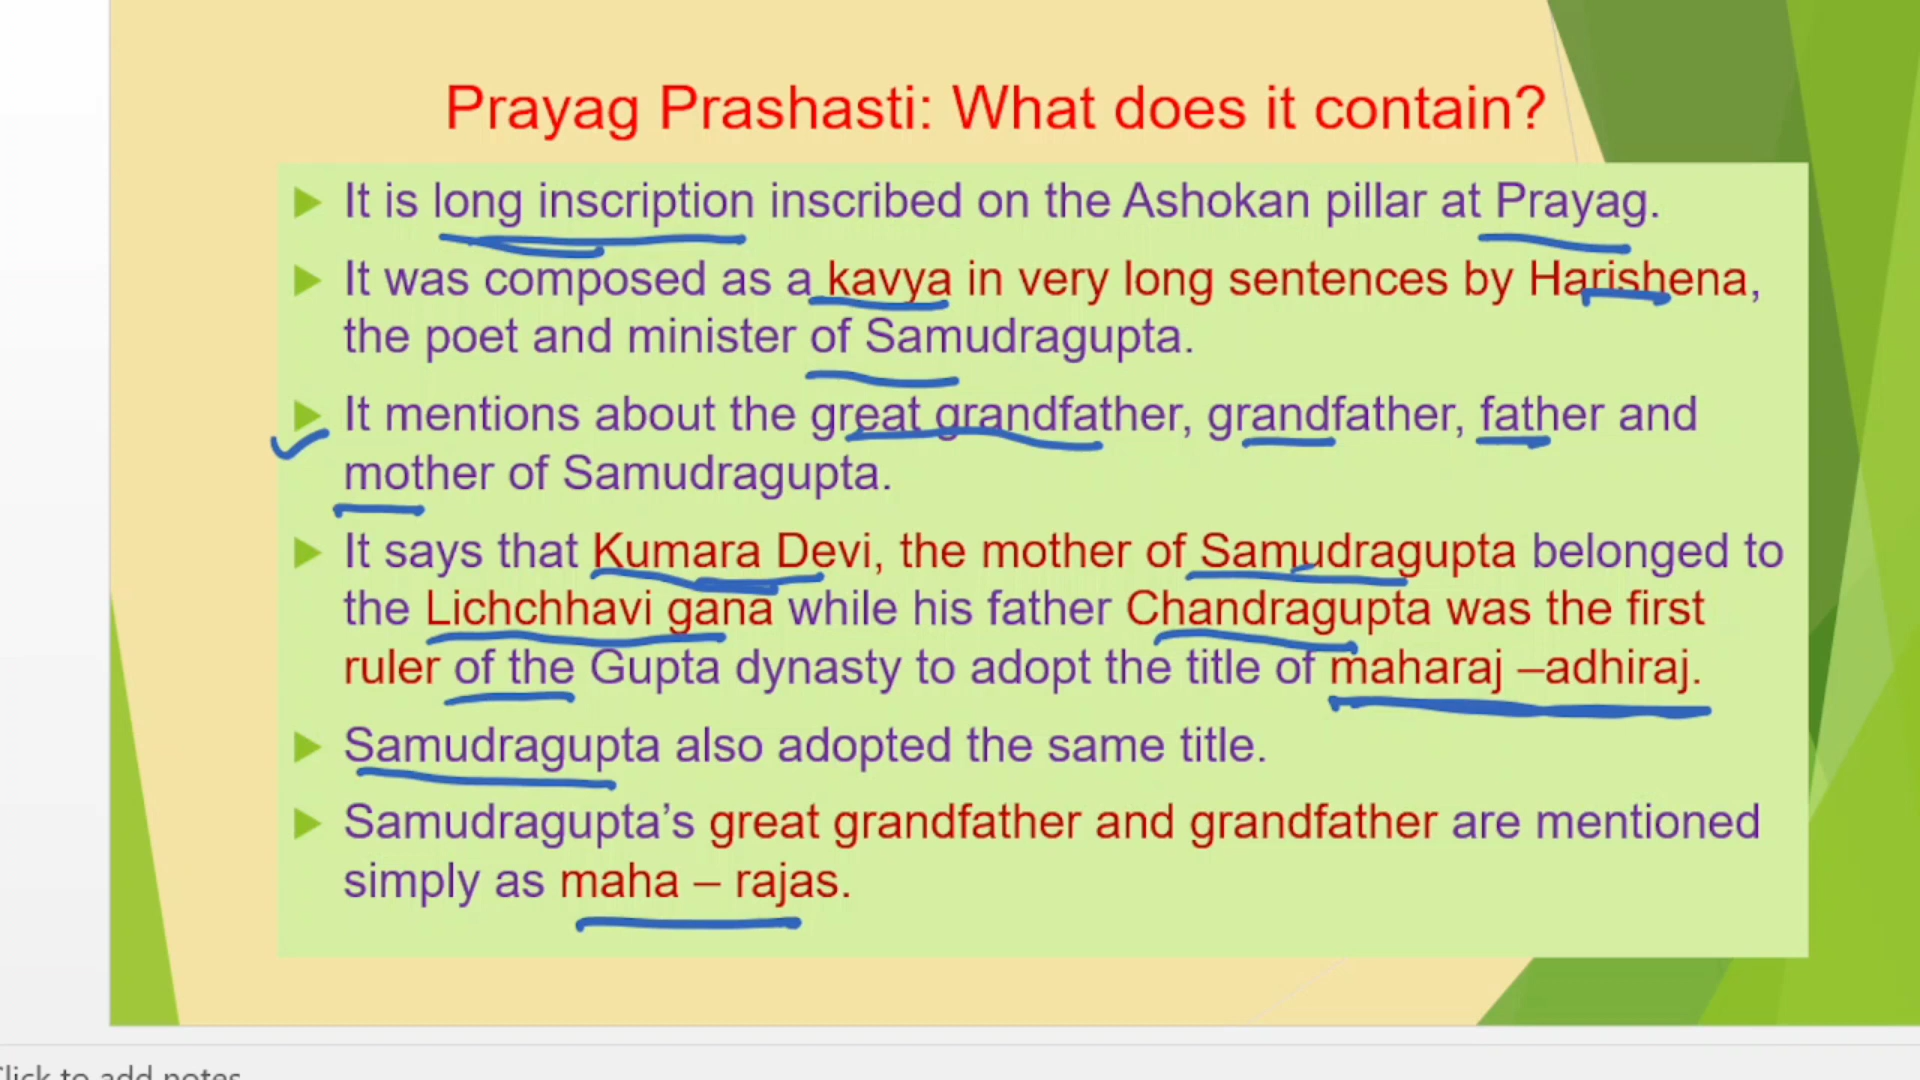 Prayag Prashasti: What does it contain?
It is long inscription inscribed on the Ashokan pillar at Prayag.
It was composed as a kavya in very long sentences by Harishena,
the poet and minister of Samudragupta.
It mentions about the great grandfather, grandfather, father and
mother of Samudragupta.
It says that Kumara Devi, the mother of Samudragupta belonged to
the Lichchhavi gana while his father Chandragupta was the first
ruler of the Gupta dynasty to adopt the title of maharaj –adhiraj.
Samudragupta also adopted the same title.
Samudragupta’s great grandfather and grandfather are mentioned
simply as maha – rajas.
Click to add notes